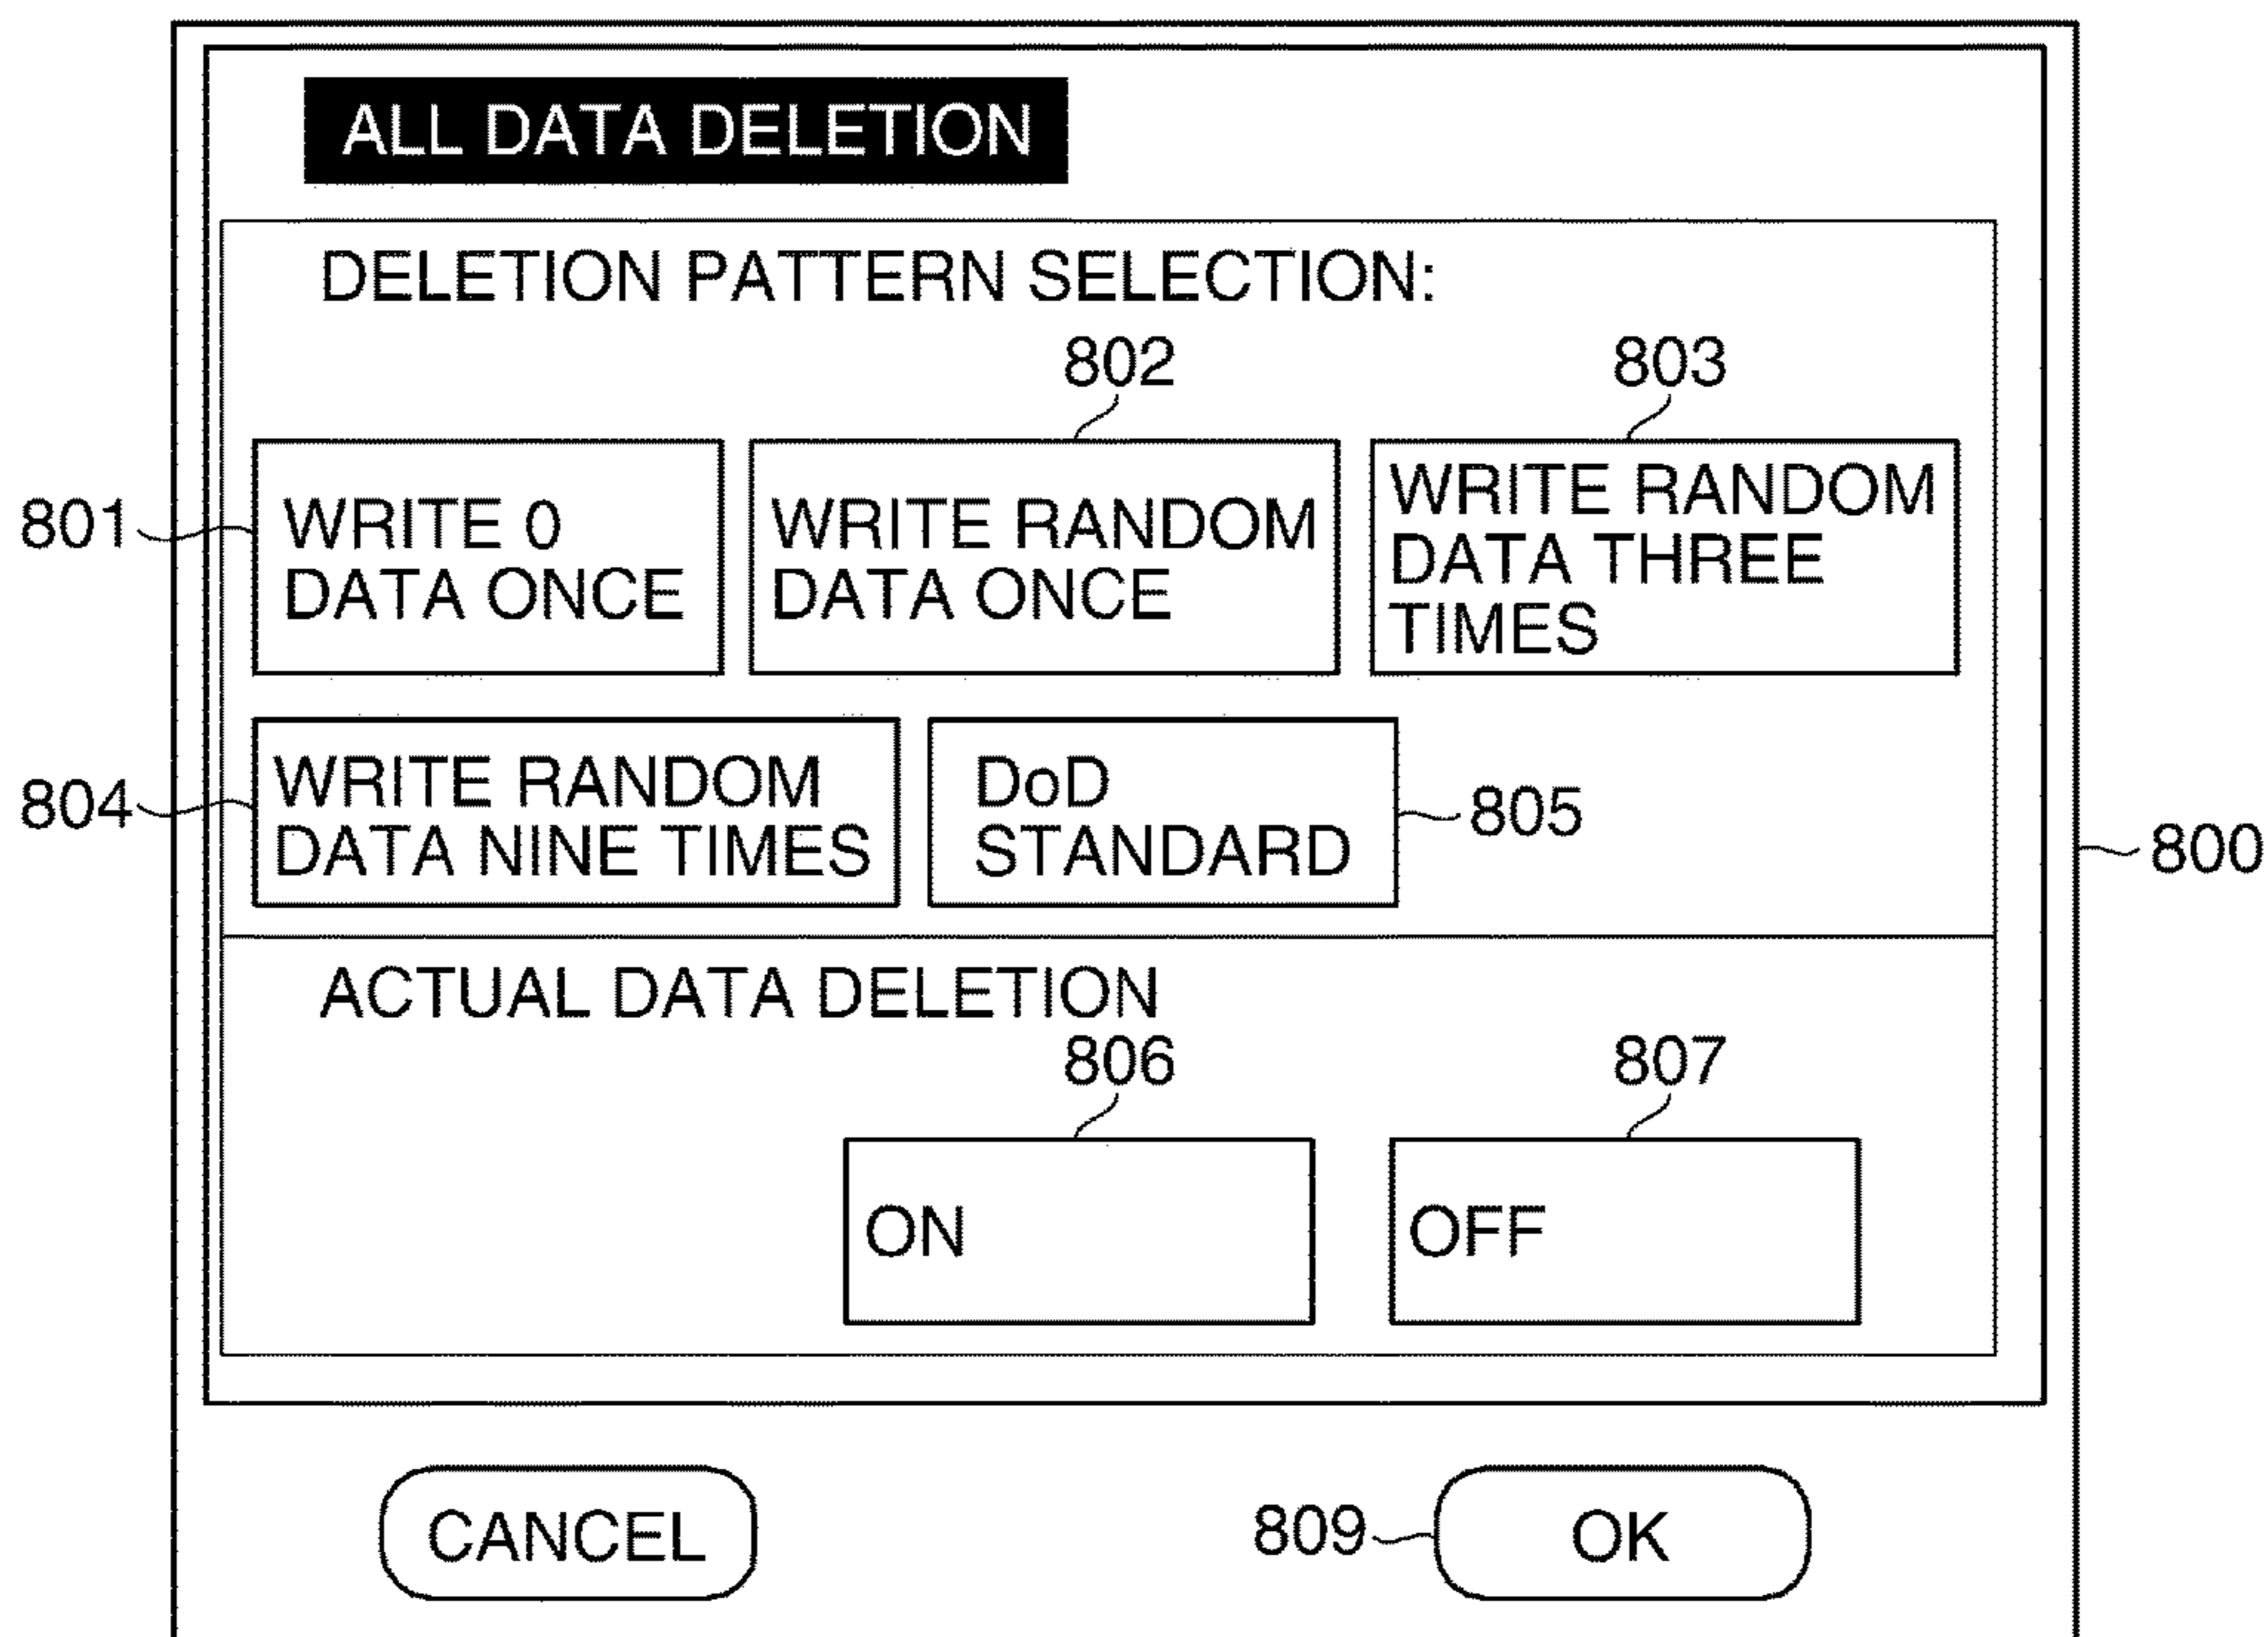 ALL DATA DELETION
DELETION PATTERN SELECTION:
802
803
801
WRITE 0
DATA ONCE
WRITE RANDOM
DATA ONCE
WRITE RANDOM
DATA THREE
TIMES
804
WRITE RANDOM
DATA NINE TIMES
DoD
STANDARD
805
800
ACTUAL DATA DELETION
806
807
ON
OFF
CANCEL
809
OK